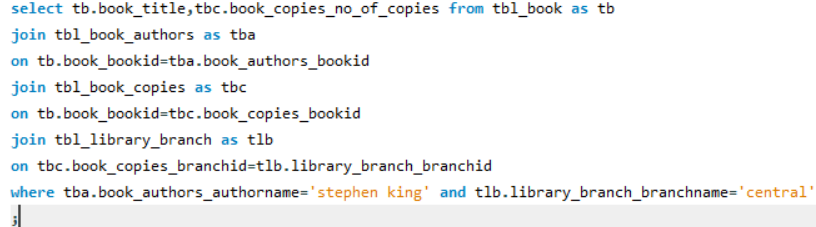 select tb.book_title,tbc.book_copies_no_of_copies from tbl_book as tb
join tbl_book_authors as tba
on tb.book_bookid=tba.book_authors_bookid
join tbl_book_copies as tbc
on tb.book_bookid=tbc.book_copies_bookid
join tbl_library_branch as tlb
on tbc.book_copies_branchid=tlb.library_branch_branchid
where tba.book_authors_authorname='stephen king' and tlb.library_branch_branchname='central'
;